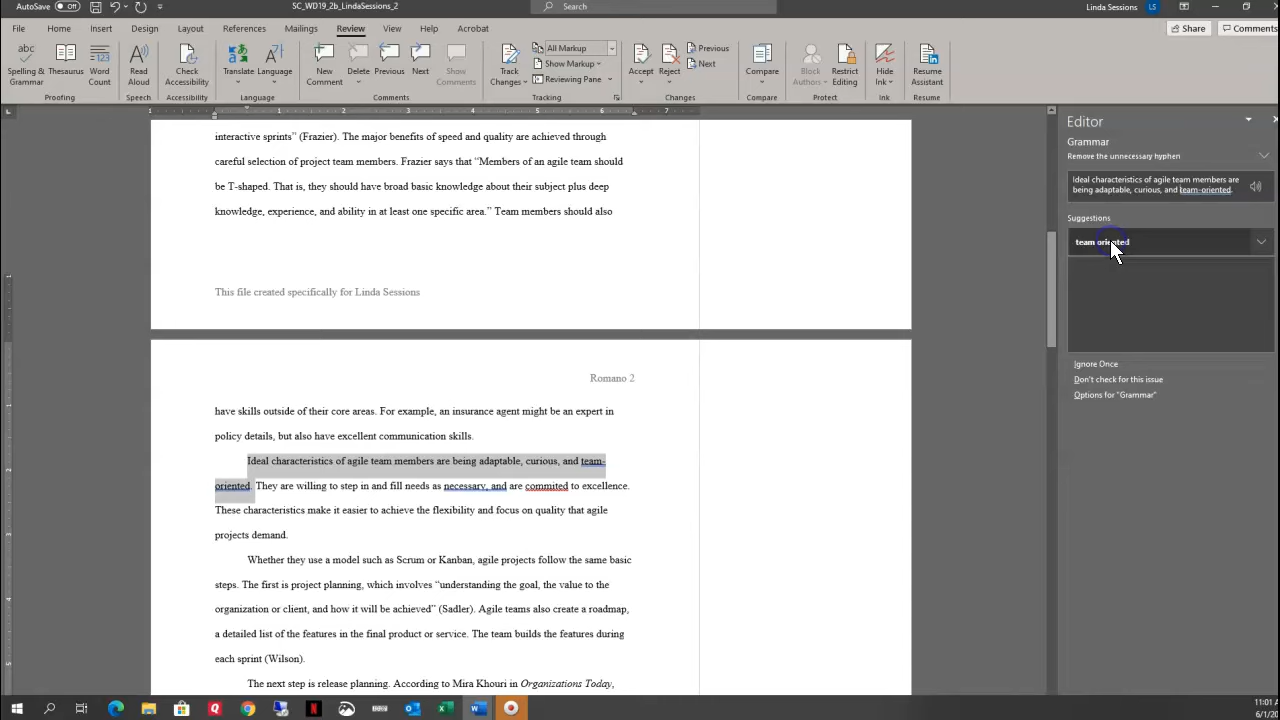 AutoSave Off
SC_WD19_2b_LindaSessions_2
Search
Linda Sessions LS
File Home Insert Design Layout References Mailings Review View Help Acrobat
Share Comments
Spelling & Grammar
Thesaurus
Word Count
Proofing
Read Aloud
Speech
Check Accessibility
Accessibility
Translate
Language
Language
New Comment
Delete
Previous
Next
Show Comments
Comments
Track Changes
All Markup
Show Markup
Reviewing Pane
Tracking
Accept
Reject
Previous
Next
Changes
Compare
Compare
Block Authors
Restrict Editing
Protect
Hide Ink
Ink
Resume Assistant
Resume
1 1 2 3 4 5 6 7
interactive sprints” (Frazier). The major benefits of speed and quality are achieved through
careful selection of project team members. Frazier says that “Members of an agile team should
be T-shaped. That is, they should have broad basic knowledge about their subject plus deep
knowledge, experience, and ability in at least one specific area.” Team members should also
This file created specifically for Linda Sessions
Romano 2
have skills outside of their core areas. For example, an insurance agent might be an expert in
policy details, but also have excellent communication skills.
Ideal characteristics of agile team members are being adaptable, curious, and team-
oriented. They are willing to step in and fill needs as necessary, and are commited to excellence.
These characteristics make it easier to achieve the flexibility and focus on quality that agile
projects demand.
Whether they use a model such as Scrum or Kanban, agile projects follow the same basic
steps. The first is project planning, which involves “understanding the goal, the value to the
organization or client, and how it will be achieved” (Sadler). Agile teams also create a roadmap,
a detailed list of the features in the final product or service. The team builds the features during
each sprint (Wilson).
The next step is release planning. According to Mira Khouri in Organizations Today,
Editor
Grammar
Remove the unnecessary hyphen
Ideal characteristics of agile team members are
being adaptable, curious, and team-oriented.
Suggestions
team oriented
Ignore Once
Don't check for this issue
Options for "Grammar"
11:01